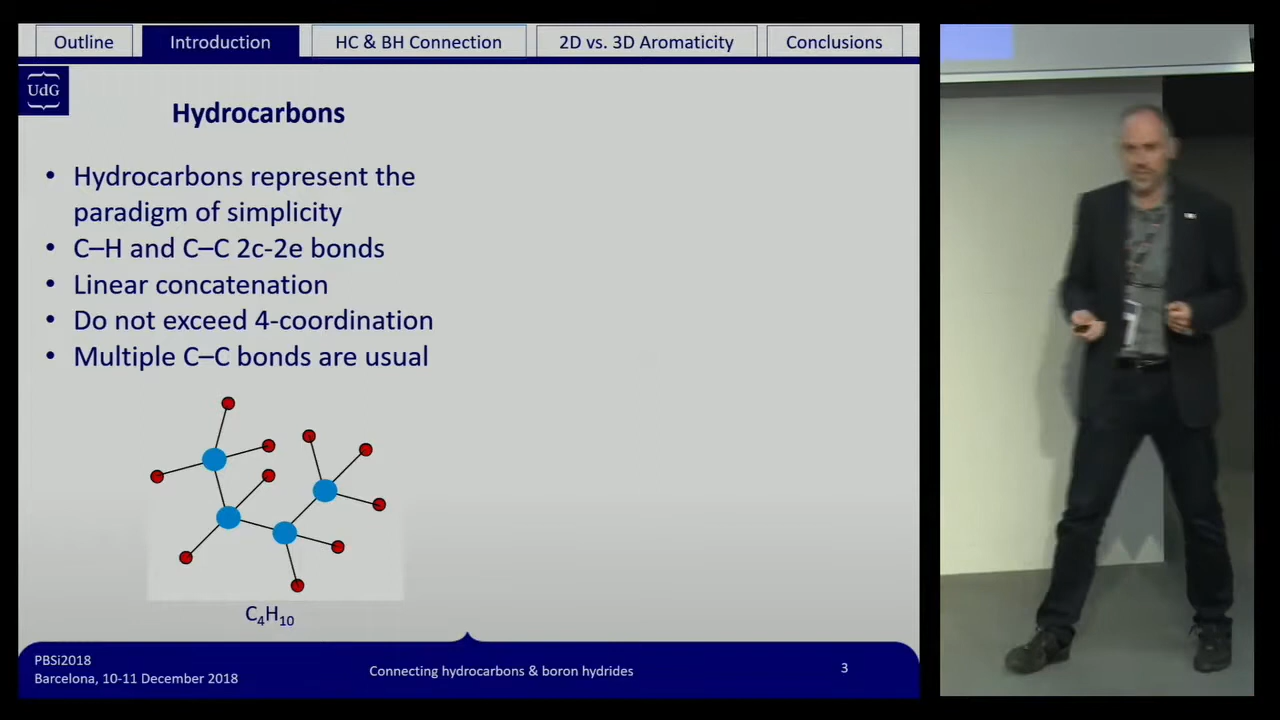 Outline
Introduction
HC & BH Connection
2D vs. 3D Aromaticity
Conclusions
UdG
Hydrocarbons
• Hydrocarbons represent the
paradigm of simplicity
• C–H and C–C 2c-2e bonds
• Linear concatenation
• Do not exceed 4-coordination
• Multiple C–C bonds are usual
C₄H₁₀
PBSi2018
Barcelona, 10-11 December 2018
Connecting hydrocarbons & boron hydrides
3